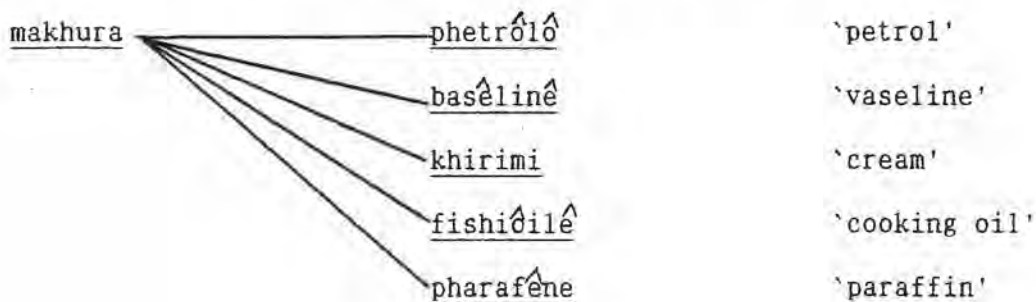 makhura phetrôlô `petrol'
basêlinê `vaseline'
khirimi `cream'
fishiôilê `cooking oil'
pharafêne `paraffin'